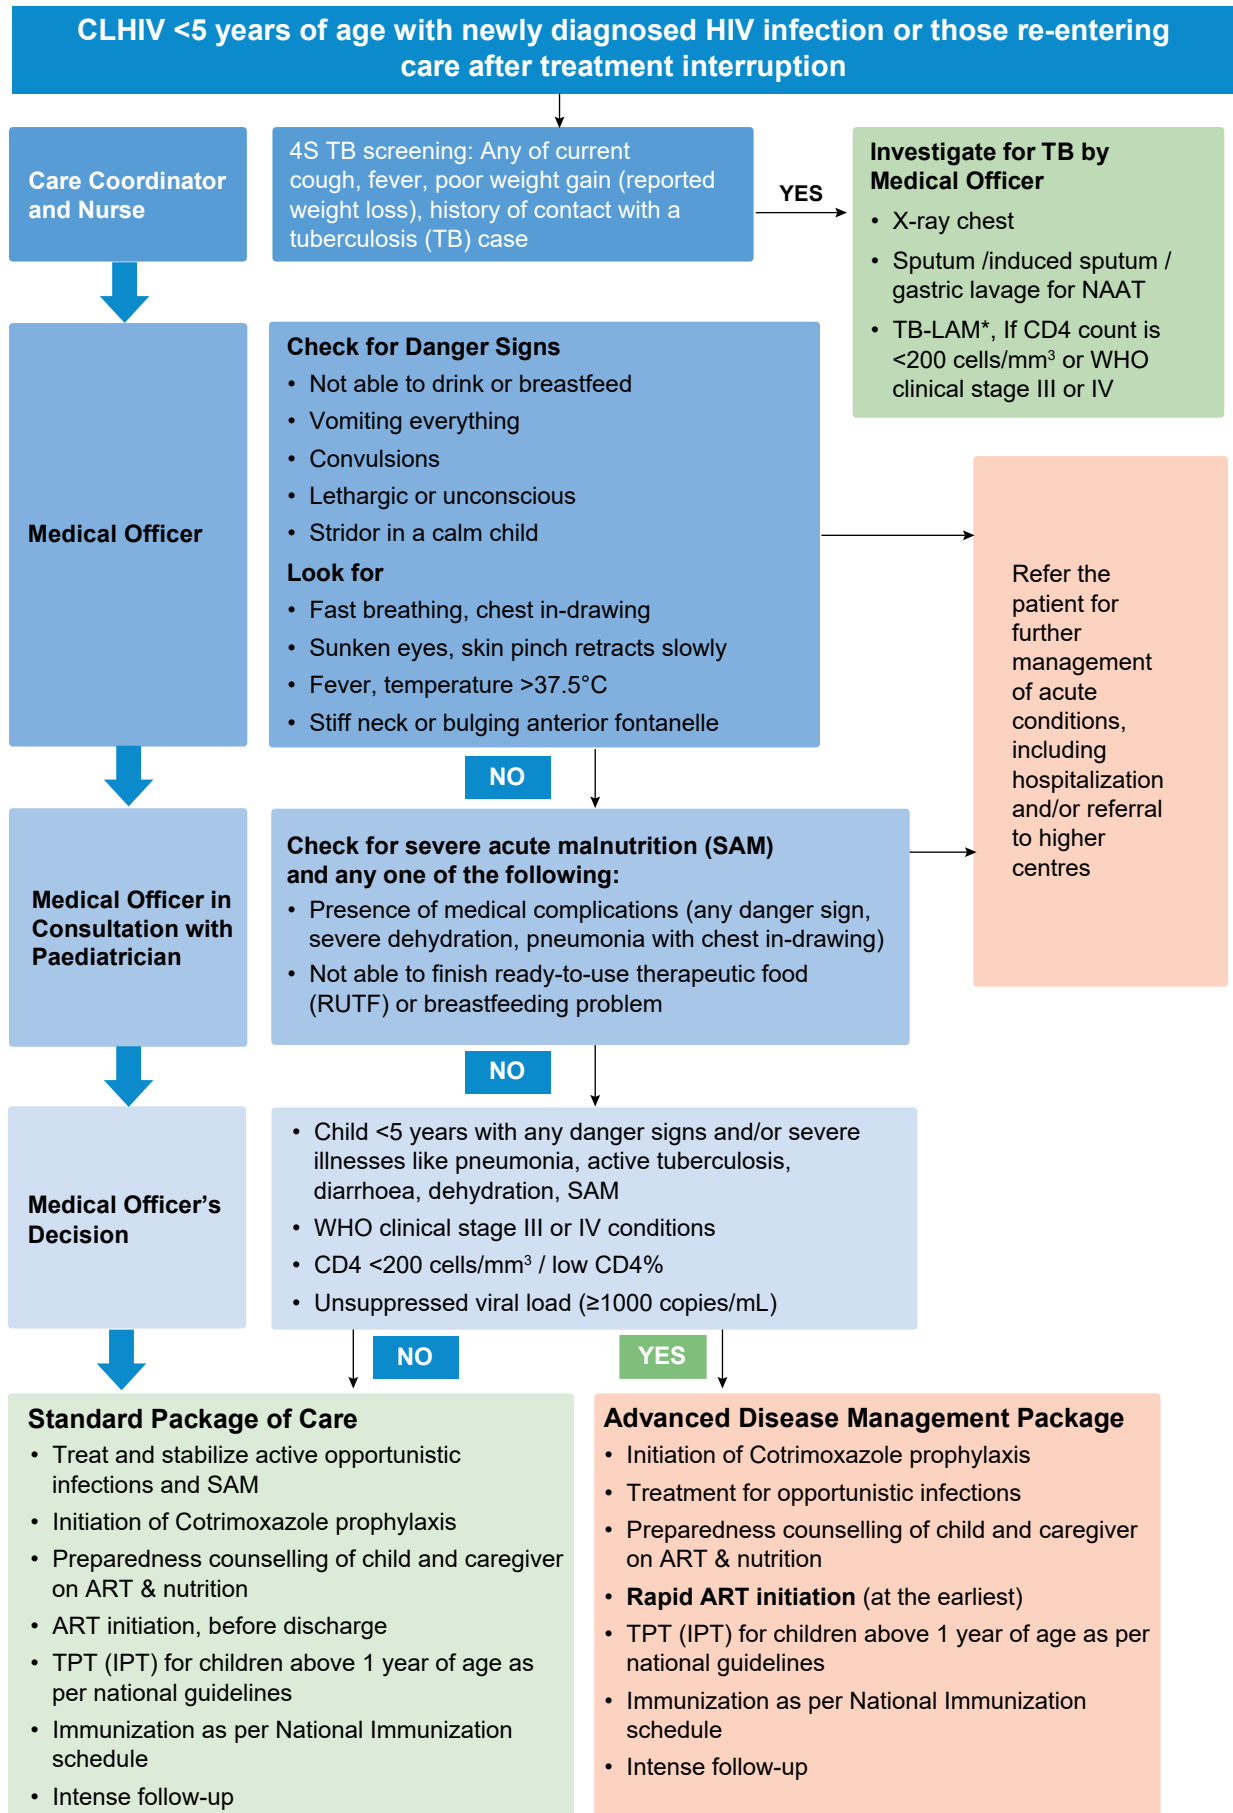 CLHIV <5 years of age with newly diagnosed HIV infection or those re-entering
care after treatment interruption
Care Coordinator
and Nurse
4S TB screening: Any of current
cough, fever, poor weight gain (reported
weight loss), history of contact with a
tuberculosis (TB) case
YES
Investigate for TB by
Medical Officer
• X-ray chest
• Sputum /induced sputum /
gastric lavage for NAAT
• TB-LAM*, If CD4 count is
<200 cells/mm³ or WHO
clinical stage III or IV
Medical Officer
Check for Danger Signs
• Not able to drink or breastfeed
• Vomiting everything
• Convulsions
• Lethargic or unconscious
• Stridor in a calm child
Look for
• Fast breathing, chest in-drawing
• Sunken eyes, skin pinch retracts slowly
• Fever, temperature >37.5°C
• Stiff neck or bulging anterior fontanelle
Refer the
patient for
further
management
of acute
conditions,
including
hospitalization
and/or referral
to higher
centres
NO
Medical Officer in
Consultation with
Paediatrician
Check for severe acute malnutrition (SAM)
and any one of the following:
• Presence of medical complications (any danger sign,
severe dehydration, pneumonia with chest in-drawing)
• Not able to finish ready-to-use therapeutic food
(RUTF) or breastfeeding problem
NO
Medical Officer's
Decision
• Child <5 years with any danger signs and/or severe
illnesses like pneumonia, active tuberculosis,
diarrhoea, dehydration, SAM
• WHO clinical stage III or IV conditions
• CD4 <200 cells/mm³ / low CD4%
• Unsuppressed viral load (≥1000 copies/mL)
NO
YES
Standard Package of Care
• Treat and stabilize active opportunistic
infections and SAM
• Initiation of Cotrimoxazole prophylaxis
• Preparedness counselling of child and caregiver
on ART & nutrition
• ART initiation, before discharge
• TPT (IPT) for children above 1 year of age as
per national guidelines
• Immunization as per National Immunization
schedule
• Intense follow-up
Advanced Disease Management Package
• Initiation of Cotrimoxazole prophylaxis
• Treatment for opportunistic infections
• Preparedness counselling of child and caregiver
on ART & nutrition
• Rapid ART initiation (at the earliest)
• TPT (IPT) for children above 1 year of age as per
national guidelines
• Immunization as per National Immunization
schedule
• Intense follow-up